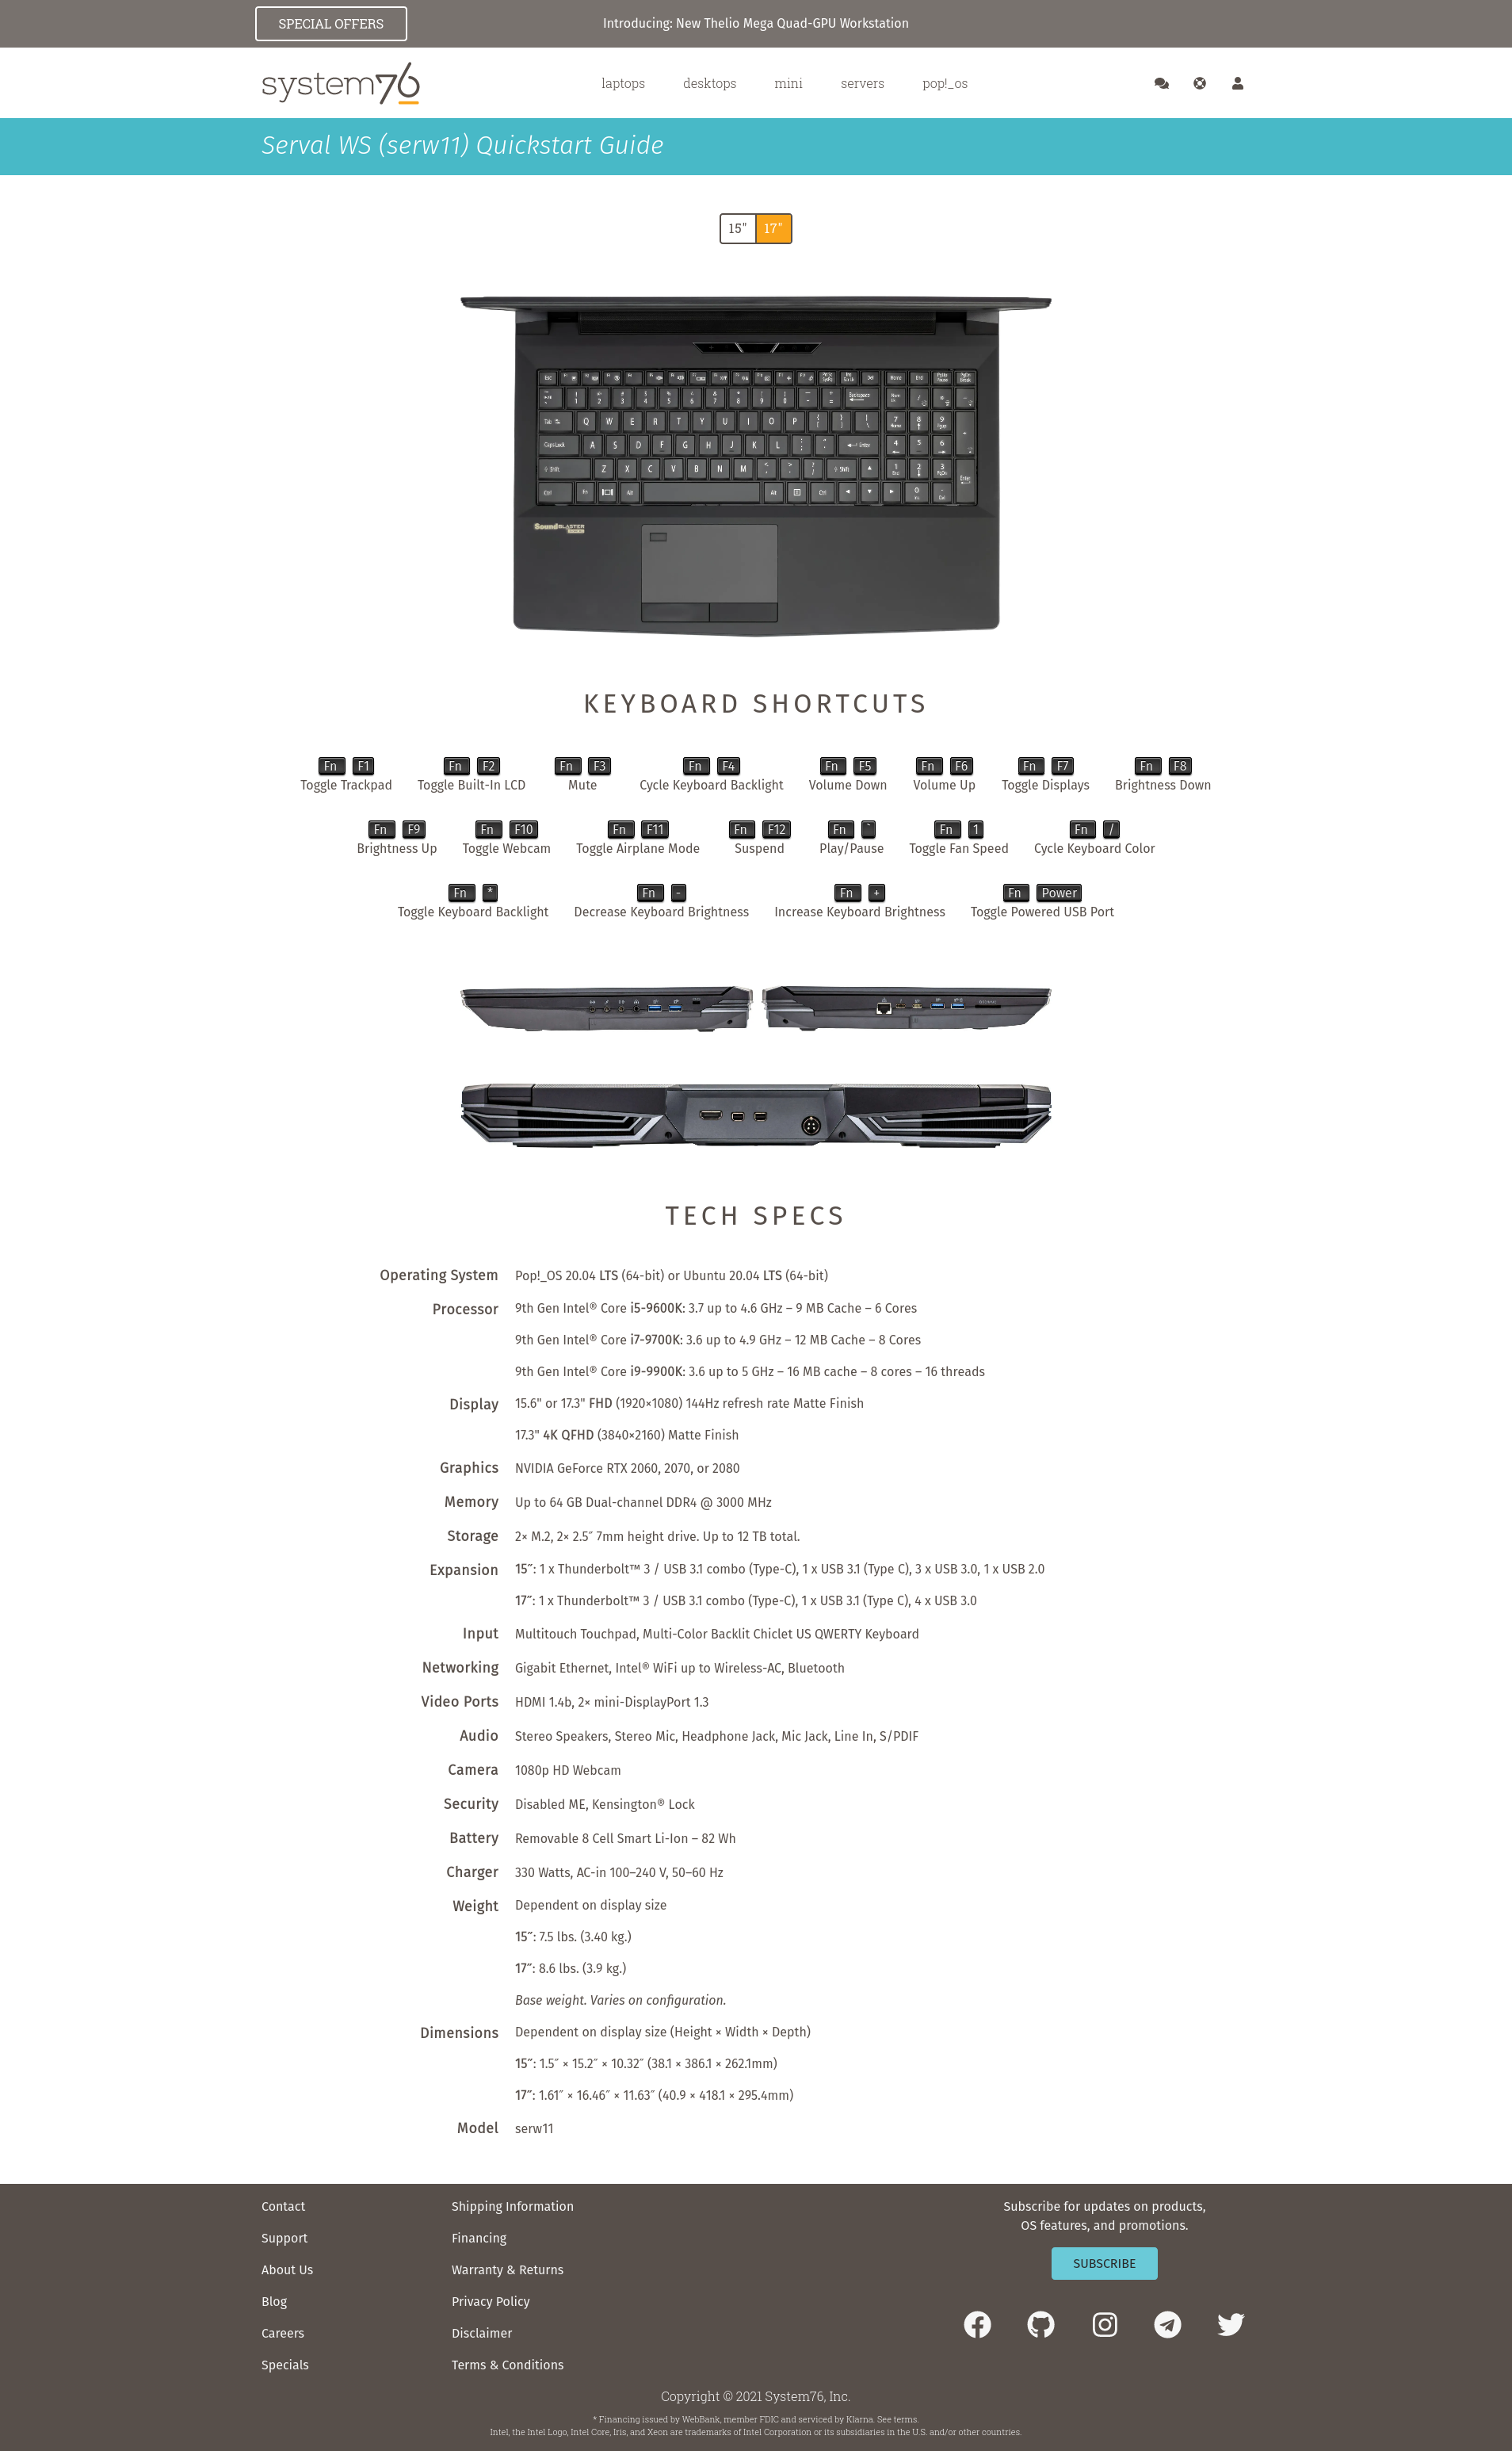 SPECIAL OFFERS
Introducing: New Thelio Mega Quad-GPU Workstation
system76
laptops desktops mini servers pop!_os
Serval WS (serw11) Quickstart Guide
15" 17"
KEYBOARD SHORTCUTS
Fn F1 Fn F2 Fn F3 Fn F4 Fn F5 Fn F6 Fn F7 Fn F8
Toggle Trackpad Toggle Built-In LCD Mute Cycle Keyboard Backlight Volume Down Volume Up Toggle Displays Brightness Down
Fn F9 Fn F10 Fn F11 Fn F12 Fn ` Fn 1 Fn /
Brightness Up Toggle Webcam Toggle Airplane Mode Suspend Play/Pause Toggle Fan Speed Cycle Keyboard Color
Fn * Fn - Fn + Fn Power
Toggle Keyboard Backlight Decrease Keyboard Brightness Increase Keyboard Brightness Toggle Powered USB Port
TECH SPECS
Operating System Pop!_OS 20.04 LTS (64-bit) or Ubuntu 20.04 LTS (64-bit)
Processor 9th Gen Intel® Core i5-9600K: 3.7 up to 4.6 GHz – 9 MB Cache – 6 Cores
9th Gen Intel® Core i7-9700K: 3.6 up to 4.9 GHz – 12 MB Cache – 8 Cores
9th Gen Intel® Core i9-9900K: 3.6 up to 5 GHz – 16 MB cache – 8 cores – 16 threads
Display 15.6" or 17.3" FHD (1920×1080) 144Hz refresh rate Matte Finish
17.3" 4K QFHD (3840×2160) Matte Finish
Graphics NVIDIA GeForce RTX 2060, 2070, or 2080
Memory Up to 64 GB Dual-channel DDR4 @ 3000 MHz
Storage 2× M.2, 2× 2.5″ 7mm height drive. Up to 12 TB total.
Expansion 15″: 1 x Thunderbolt™ 3 / USB 3.1 combo (Type-C), 1 x USB 3.1 (Type C), 3 x USB 3.0, 1 x USB 2.0
17″: 1 x Thunderbolt™ 3 / USB 3.1 combo (Type-C), 1 x USB 3.1 (Type C), 4 x USB 3.0
Input Multitouch Touchpad, Multi-Color Backlit Chiclet US QWERTY Keyboard
Networking Gigabit Ethernet, Intel® WiFi up to Wireless-AC, Bluetooth
Video Ports HDMI 1.4b, 2× mini-DisplayPort 1.3
Audio Stereo Speakers, Stereo Mic, Headphone Jack, Mic Jack, Line In, S/PDIF
Camera 1080p HD Webcam
Security Disabled ME, Kensington® Lock
Battery Removable 8 Cell Smart Li-Ion – 82 Wh
Charger 330 Watts, AC-in 100–240 V, 50–60 Hz
Weight Dependent on display size
15″: 7.5 lbs. (3.40 kg.)
17″: 8.6 lbs. (3.9 kg.)
Base weight. Varies on configuration.
Dimensions Dependent on display size (Height × Width × Depth)
15″: 1.5″ × 15.2″ × 10.32″ (38.1 × 386.1 × 262.1mm)
17″: 1.61″ × 16.46″ × 11.63″ (40.9 × 418.1 × 295.4mm)
Model serw11
Contact
Support
About Us
Blog
Careers
Specials
Shipping Information
Financing
Warranty & Returns
Privacy Policy
Disclaimer
Terms & Conditions
Subscribe for updates on products,
OS features, and promotions.
SUBSCRIBE
Copyright © 2021 System76, Inc.
* Financing issued by WebBank, member FDIC and serviced by Klarna. See terms.
Intel, the Intel Logo, Intel Core, Iris, and Xeon are trademarks of Intel Corporation or its subsidiaries in the U.S. and/or other countries.